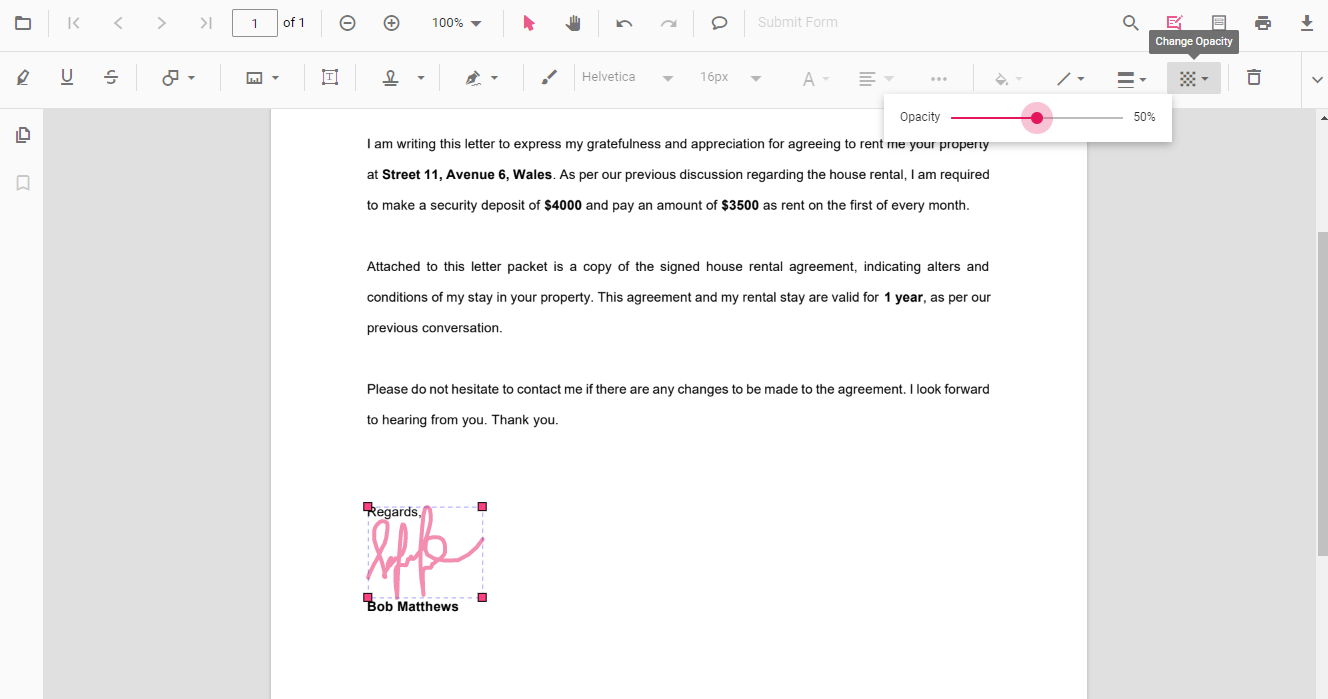 1 of 1 100% Submit Form
Change Opacity
Helvetica 16px A
Opacity 50%
I am writing this letter to express my gratefulness and appreciation for agreeing to rent me your property
at Street 11, Avenue 6, Wales. As per our previous discussion regarding the house rental, I am required
to make a security deposit of $4000 and pay an amount of $3500 as rent on the first of every month.
Attached to this letter packet is a copy of the signed house rental agreement, indicating alters and
conditions of my stay in your property. This agreement and my rental stay are valid for 1 year, as per our
previous conversation.
Please do not hesitate to contact me if there are any changes to be made to the agreement. I look forward
to hearing from you. Thank you.
Regards,
Bob Matthews